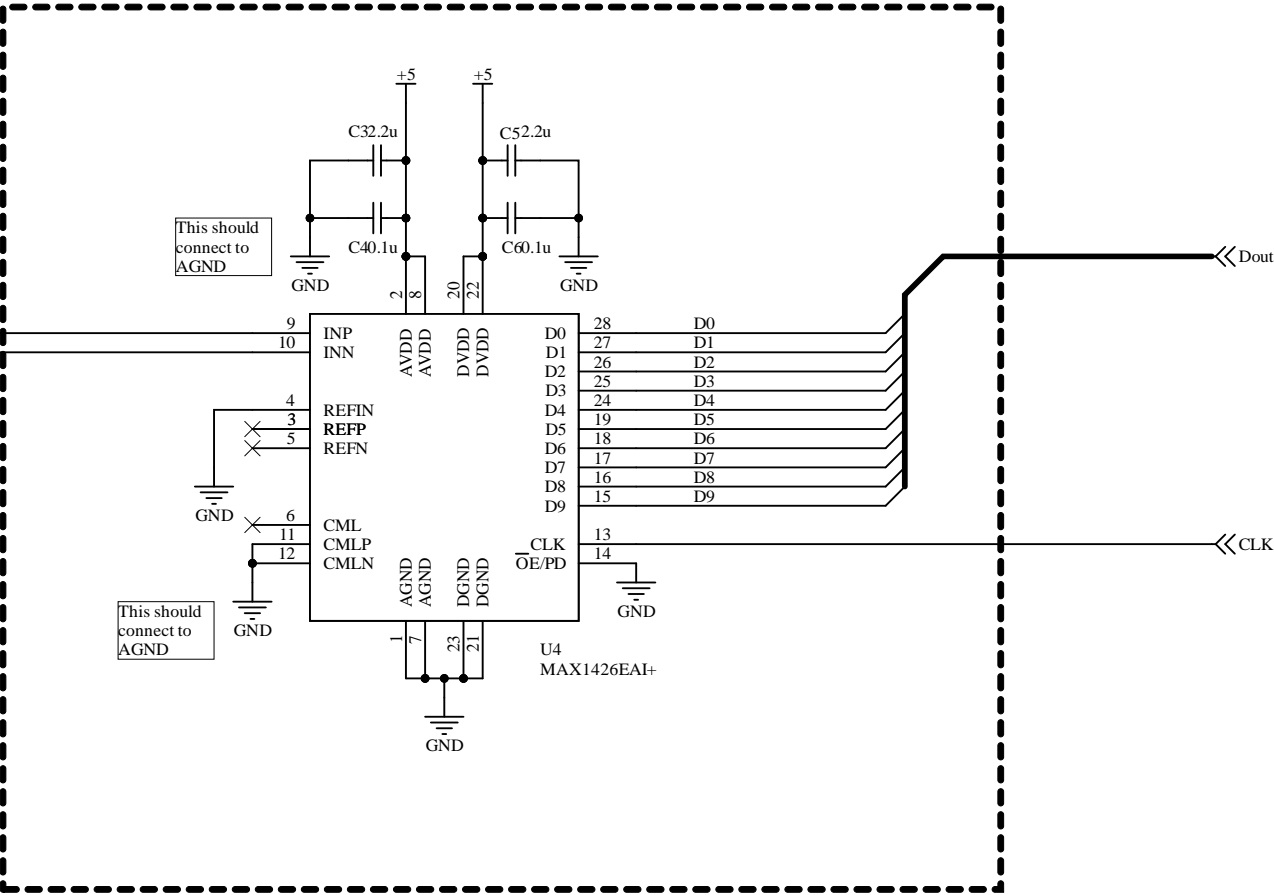 +5
+5
C32.2u
C52.2u
C40.1u
C60.1u
This should
connect to
AGND
GND
GND
2
8
20
22
AVDD
AVDD
DVDD
DVDD
9
INP
10
INN
4
REFIN
3
REFP
5
REFN
GND
6
CML
11
CMLP
12
CMLN
GND
This should
connect to
AGND
D0 28 D0
D1 27 D1
D2 26 D2
D3 25 D3
D4 24 D4
D5 19 D5
D6 18 D6
D7 17 D7
D8 16 D8
D9 15 D9
Dout
CLK 13
CLK
OE/PD 14
GND
AGND
AGND
DGND
DGND
1
7
23
21
GND
U4
MAX1426EAI+